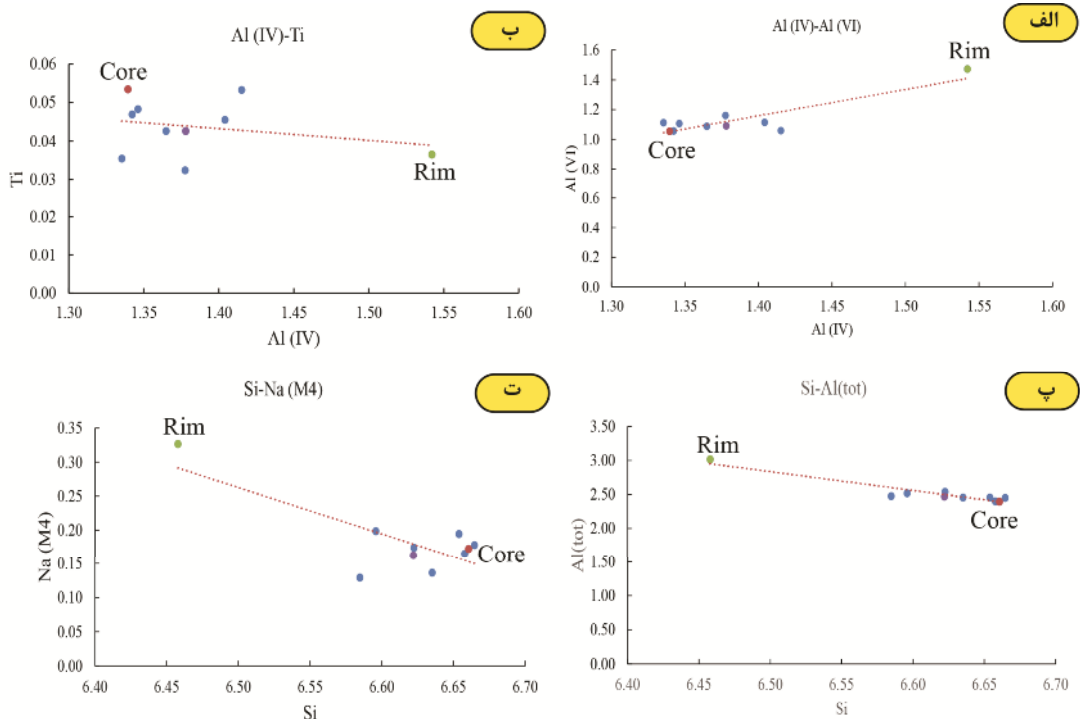 الف
Al (IV)-Al (VI)
Rim
Core
Al (VI)
1.6
1.4
1.2
1.0
0.8
0.6
0.4
0.2
0.0
1.30 1.35 1.40 1.45 1.50 1.55 1.60
Al (IV)
ب
Al (IV)-Ti
Core
Rim
Ti
0.06
0.05
0.04
0.03
0.02
0.01
0.00
1.30 1.35 1.40 1.45 1.50 1.55 1.60
Al (IV)
پ
Si-Al(tot)
Rim
Core
Al(tot)
3.50
3.00
2.50
2.00
1.50
1.00
0.50
0.00
6.40 6.45 6.50 6.55 6.60 6.65 6.70
Si
ت
Si-Na (M4)
Rim
Core
Na (M4)
0.35
0.30
0.25
0.20
0.15
0.10
0.05
0.00
6.40 6.45 6.50 6.55 6.60 6.65 6.70
Si